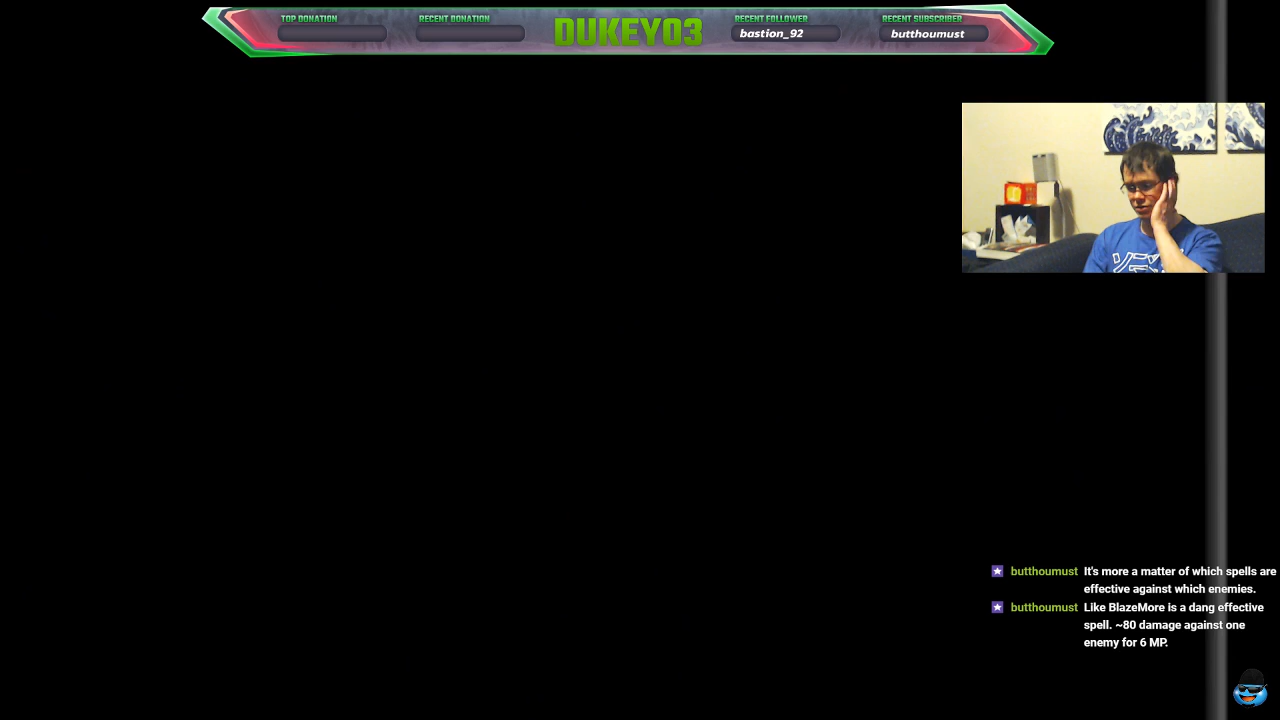 TOP DONATION
RECENT DONATION
DUKEY03
RECENT FOLLOWER
bastion_92
RECENT SUBSCRIBER
butthoumust
butthoumust It's more a matter of which spells are
effective against which enemies.
butthoumust Like BlazeMore is a dang effective
spell. ~80 damage against one
enemy for 6 MP.